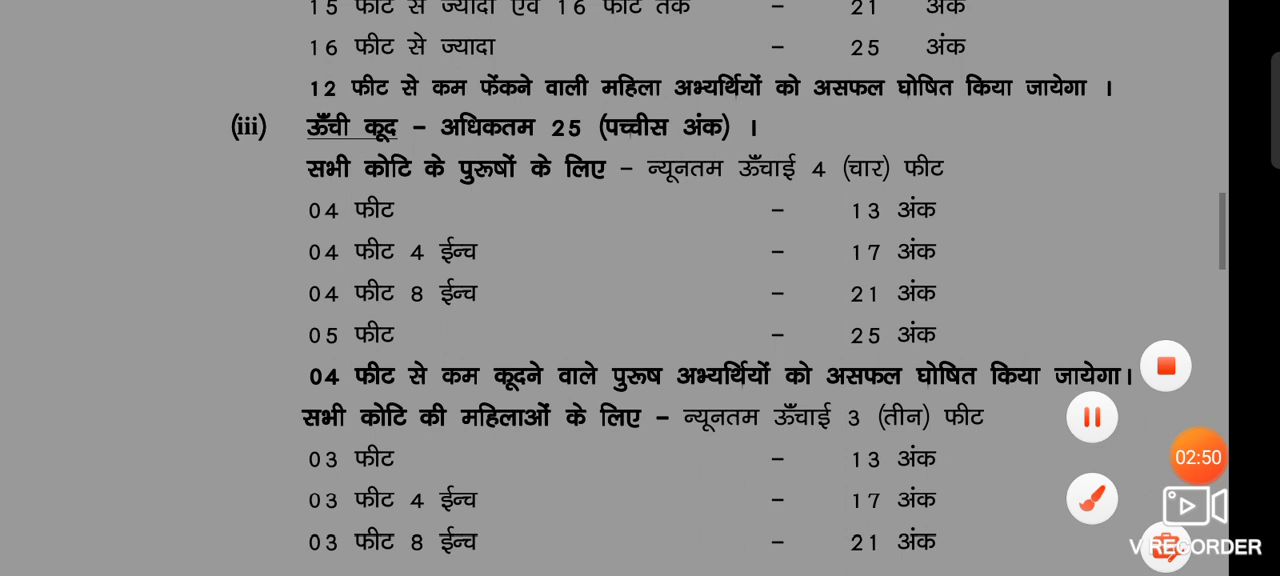 15 फीट से ज्यादा एवं 16 फीट तक – 21 अंक
16 फीट से ज्यादा – 25 अंक
12 फीट से कम फेंकने वाली महिला अभ्यर्थियों को असफल घोषित किया जायेगा ।
(iii) ऊँची कूद – अधिकतम 25 (पच्चीस अंक) ।
सभी कोटि के पुरूषों के लिए – न्यूनतम ऊँचाई 4 (चार) फीट
04 फीट – 13 अंक
04 फीट 4 ईन्च – 17 अंक
04 फीट 8 ईन्च – 21 अंक
05 फीट – 25 अंक
04 फीट से कम कूदने वाले पुरूष अभ्यर्थियों को असफल घोषित किया जायेगा।
सभी कोटि की महिलाओं के लिए – न्यूनतम ऊँचाई 3 (तीन) फीट
03 फीट – 13 अंक
03 फीट 4 ईन्च – 17 अंक
03 फीट 8 ईन्च – 21 अंक
02:50
V RECORDER